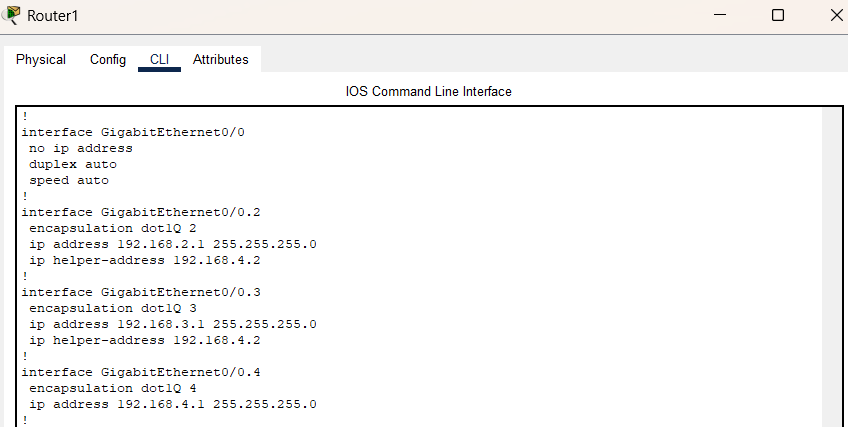 Router1
Physical Config CLI Attributes
IOS Command Line Interface
!
interface GigabitEthernet0/0
no ip address
duplex auto
speed auto
!
interface GigabitEthernet0/0.2
encapsulation dot1Q 2
ip address 192.168.2.1 255.255.255.0
ip helper-address 192.168.4.2
!
interface GigabitEthernet0/0.3
encapsulation dot1Q 3
ip address 192.168.3.1 255.255.255.0
ip helper-address 192.168.4.2
!
interface GigabitEthernet0/0.4
encapsulation dot1Q 4
ip address 192.168.4.1 255.255.255.0
!